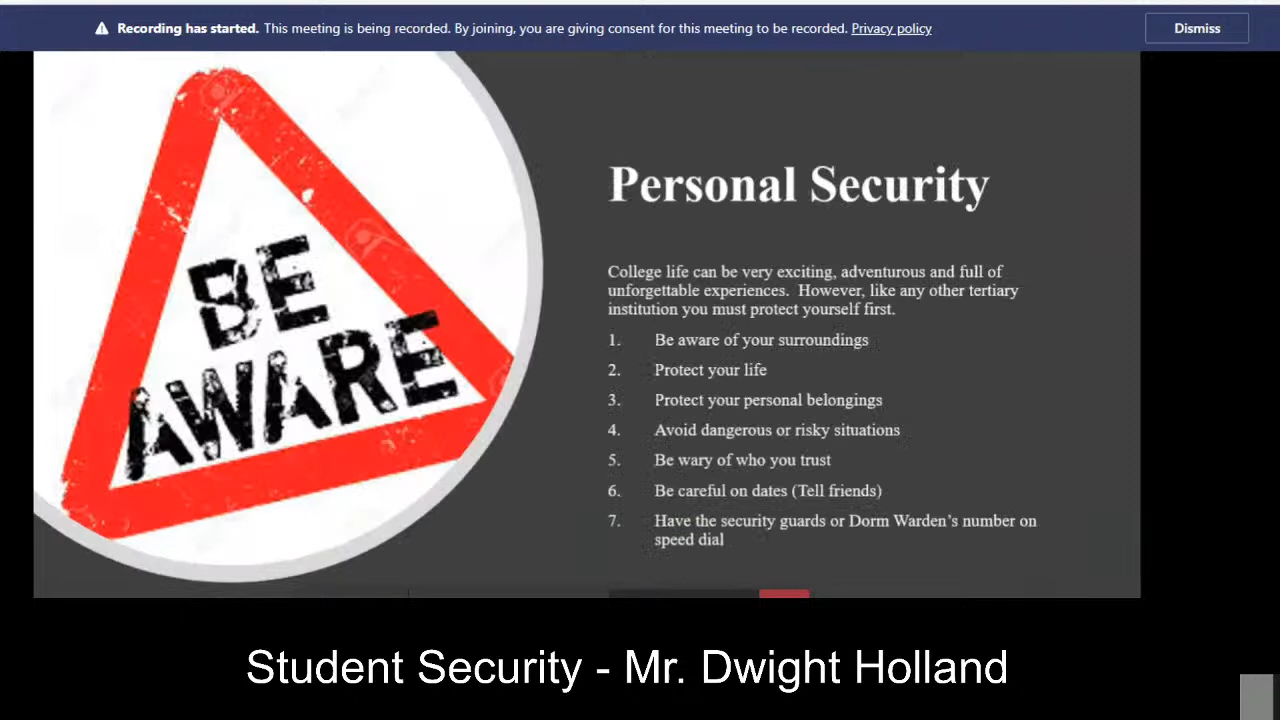 Recording has started. This meeting is being recorded. By joining, you are giving consent for this meeting to be recorded. Privacy policy
Dismiss
BE
AWARE
Personal Security
College life can be very exciting, adventurous and full of
unforgettable experiences.  However, like any other tertiary
institution you must protect yourself first.
1. Be aware of your surroundings
2. Protect your life
3. Protect your personal belongings
4. Avoid dangerous or risky situations
5. Be wary of who you trust
6. Be careful on dates (Tell friends)
7. Have the security guards or Dorm Warden's number on
speed dial
Student Security - Mr. Dwight Holland